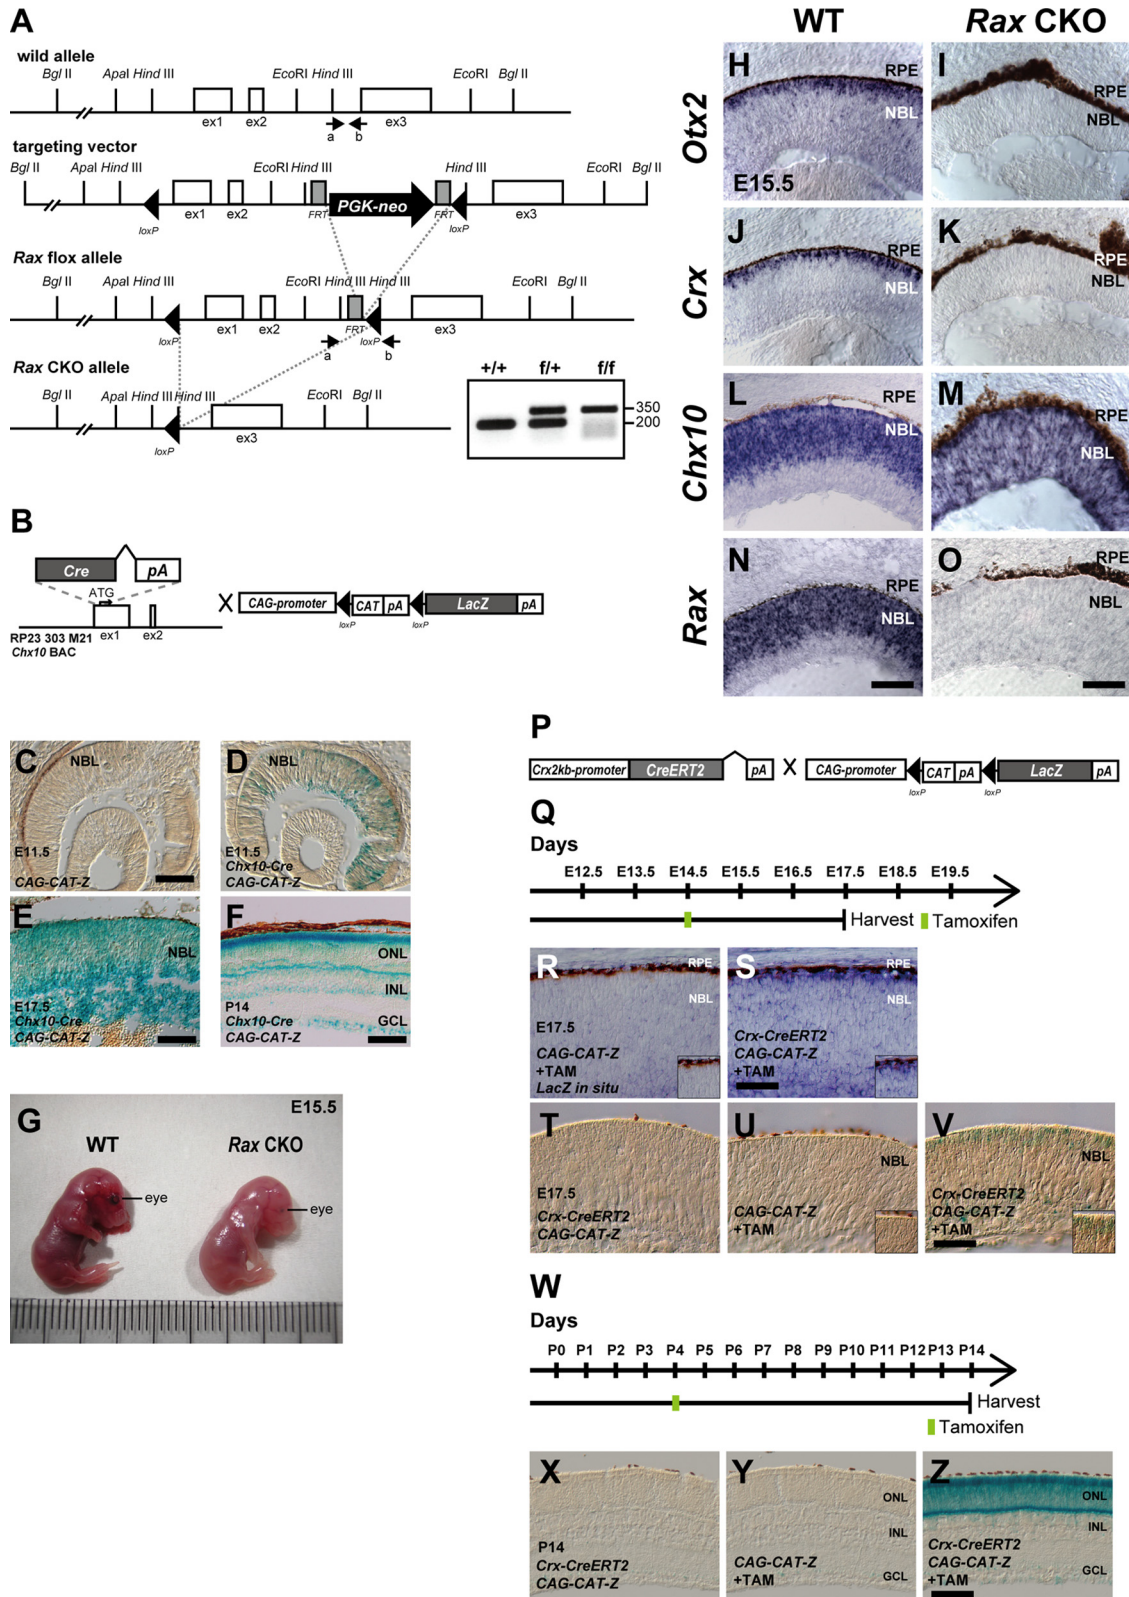 A
wild allele
Bgl II ApaI Hind III EcoRI Hind III EcoRI Bgl II
ex1 ex2 ex3
a b
targeting vector
Bgl II ApaI Hind III EcoRI Hind III Hind III EcoRI Bgl II
PGK-neo
loxP ex1 ex2 FRT FRT loxP ex3
Rax flox allele
Bgl II ApaI Hind III EcoRI Hind III Hind III EcoRI Bgl II
loxP ex1 ex2 FRT loxP ex3
a b
Rax CKO allele
Bgl II ApaI Hind III Hind III EcoRI Bgl II
loxP ex3
+/+ f/+ f/f
350
200
B
Cre pA
ATG
ex1 ex2
RP23 303 M21
Chx10 BAC
X
CAG-promoter CAT pA LacZ pA
loxP loxP
C
NBL
E11.5
CAG-CAT-Z
D
NBL
E11.5
Chx10-Cre
CAG-CAT-Z
E
NBL
E17.5
Chx10-Cre
CAG-CAT-Z
F
ONL
INL
GCL
P14
Chx10-Cre
CAG-CAT-Z
G
E15.5
WT Rax CKO
eye eye
WT Rax CKO
Otx2
H
RPE
NBL
E15.5
I
RPE
NBL
Crx
J
RPE
NBL
K
RPE
NBL
Chx10
L
RPE
NBL
M
RPE
NBL
Rax
N
RPE
NBL
O
RPE
NBL
P
Crx2kb-promoter CreERT2 pA X CAG-promoter CAT pA LacZ pA
loxP loxP
Q
Days
E12.5 E13.5 E14.5 E15.5 E16.5 E17.5 E18.5 E19.5
Harvest Tamoxifen
R
RPE
NBL
E17.5
CAG-CAT-Z
+TAM
LacZ in situ
S
RPE
NBL
Crx-CreERT2
CAG-CAT-Z
+TAM
T
E17.5
Crx-CreERT2
CAG-CAT-Z
U
NBL
CAG-CAT-Z
+TAM
V
NBL
Crx-CreERT2
CAG-CAT-Z
+TAM
W
Days
P0 P1 P2 P3 P4 P5 P6 P7 P8 P9 P10 P11 P12 P13 P14
Harvest
Tamoxifen
X
P14
Crx-CreERT2
CAG-CAT-Z
Y
ONL
INL
GCL
CAG-CAT-Z
+TAM
Z
ONL
INL
GCL
Crx-CreERT2
CAG-CAT-Z
+TAM